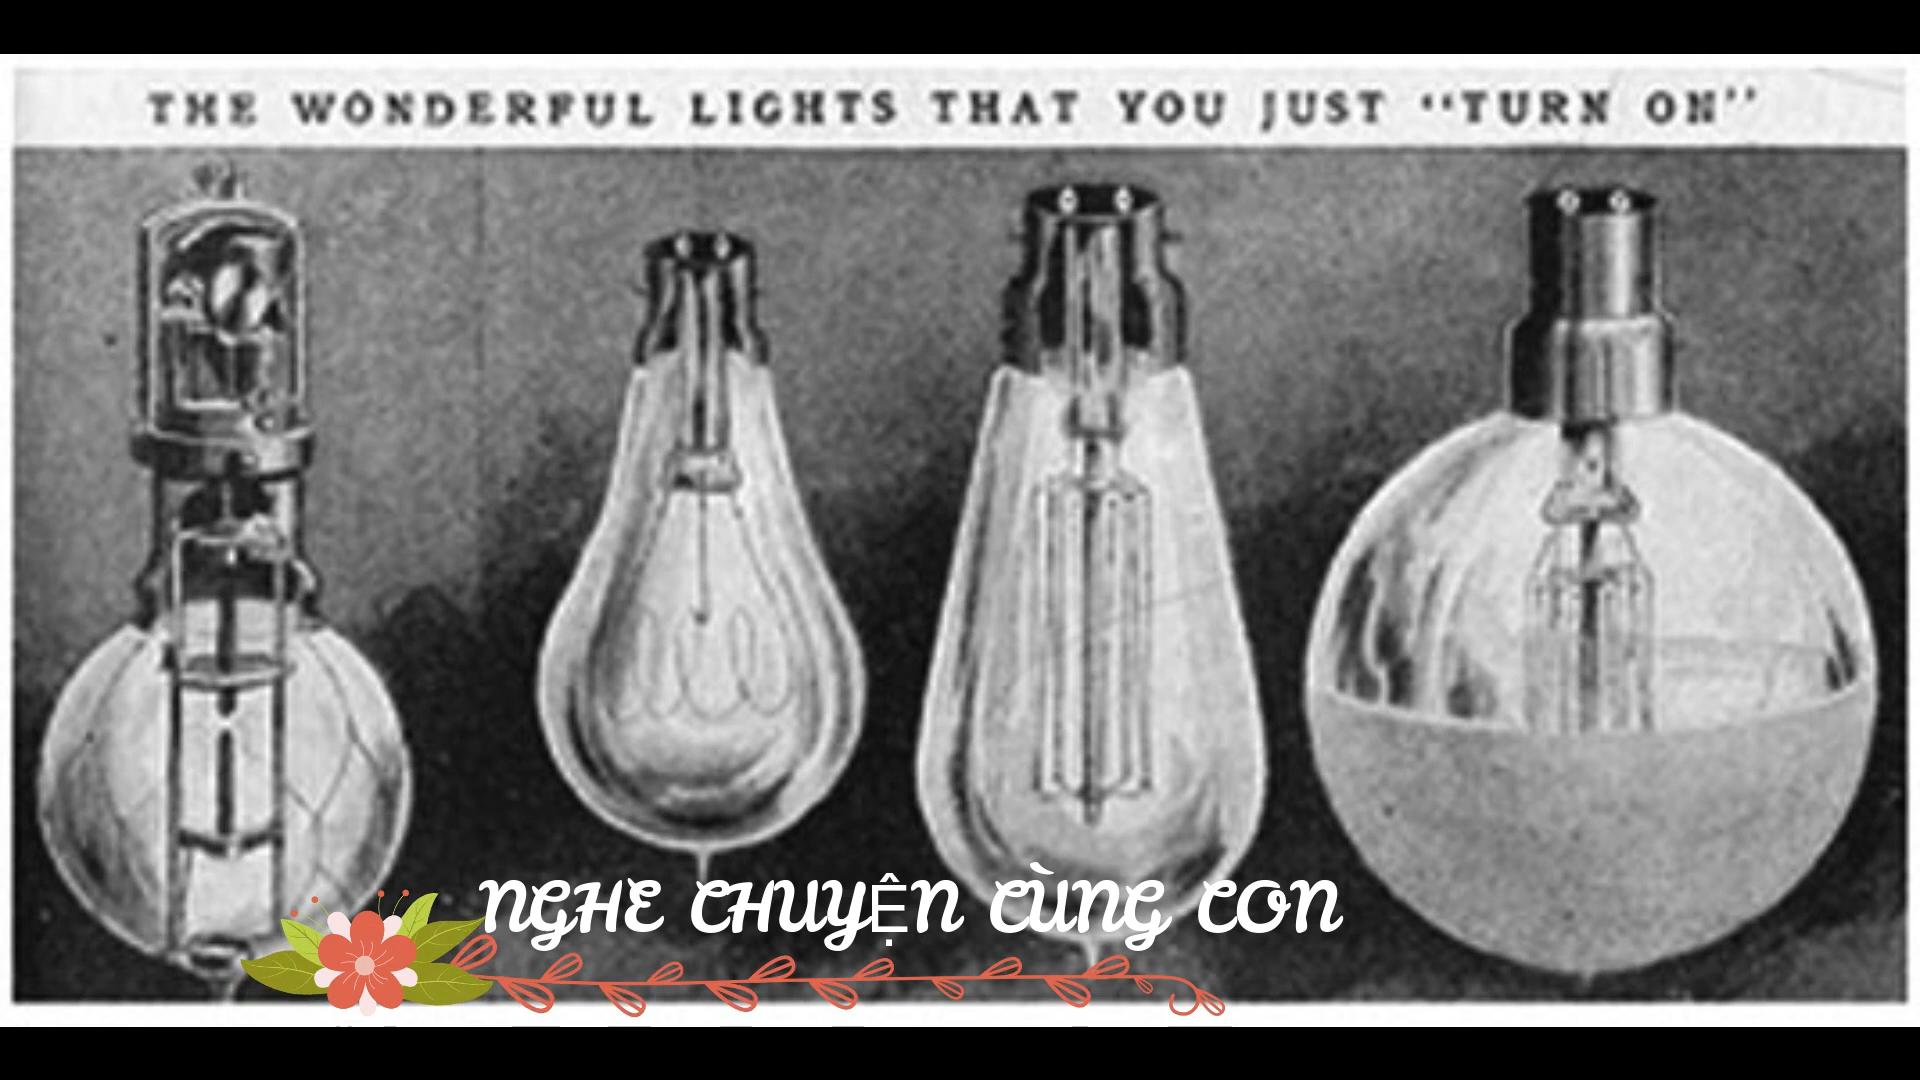 THE WONDERFUL LIGHTS THAT YOU JUST “TURN ON”
NGHE CHUYỆN CÙNG CON